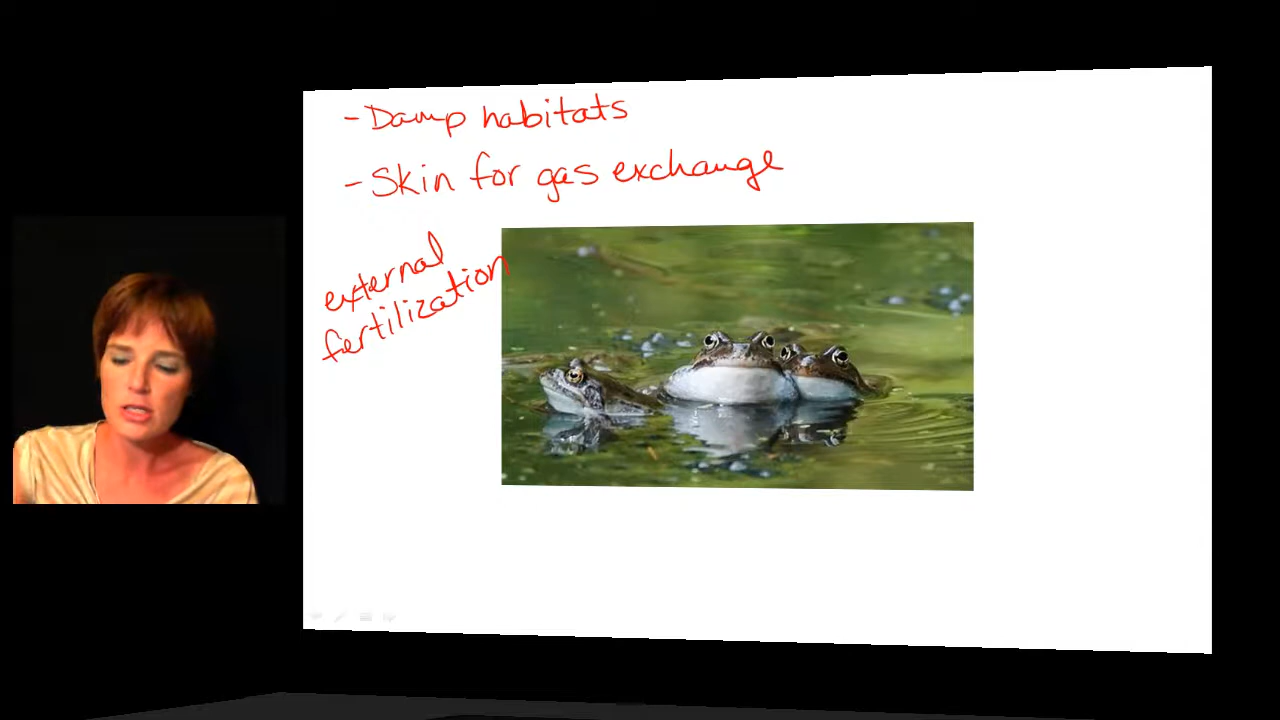 - Damp habitats
- Skin for gas exchange
external
fertilization